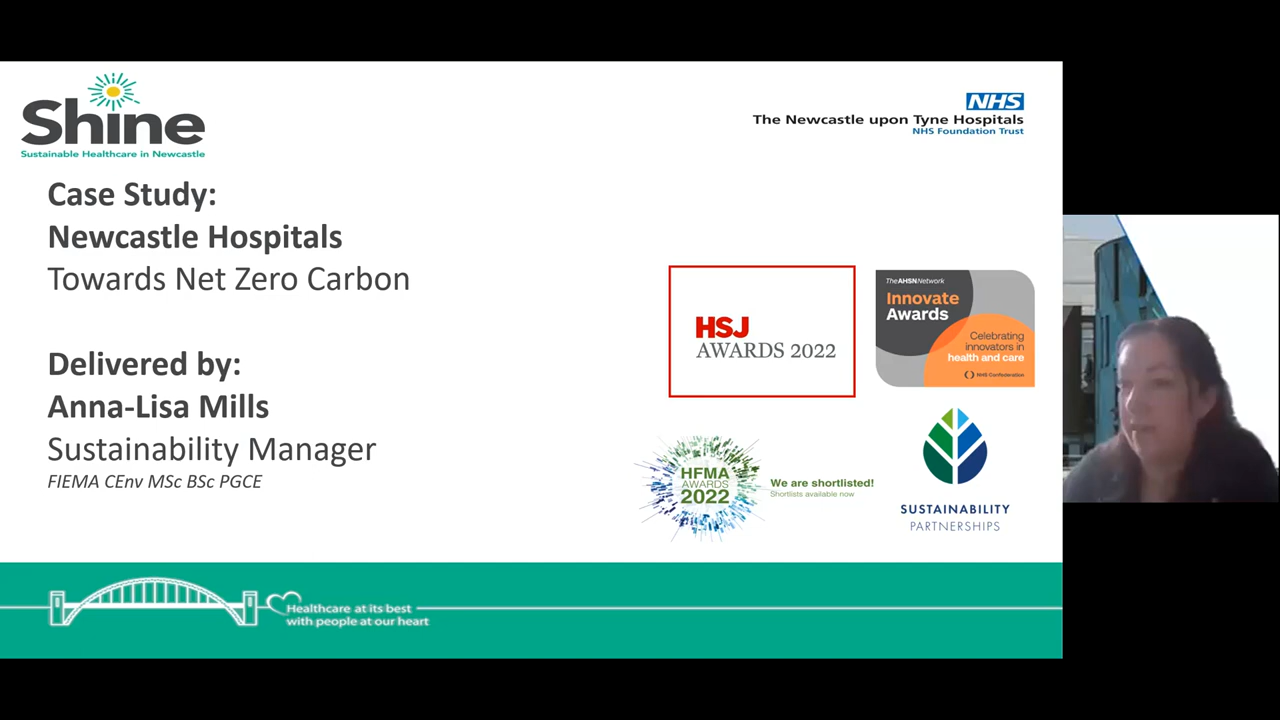 Shine
Sustainable Healthcare in Newcastle
NHS
The Newcastle upon Tyne Hospitals
NHS Foundation Trust
Case Study:
Newcastle Hospitals
Towards Net Zero Carbon
Delivered by:
Anna-Lisa Mills
Sustainability Manager
FIEMA CEnv MSc BSc PGCE
HSJ
AWARDS 2022
TheAHSNNetwork
Innovate
Awards
Celebrating
innovators in
health and care
NHS Confederation
HFMA
AWARDS
2022
We are shortlisted!
Shortlists available now
SUSTAINABILITY
PARTNERSHIPS
Healthcare at its best
with people at our heart